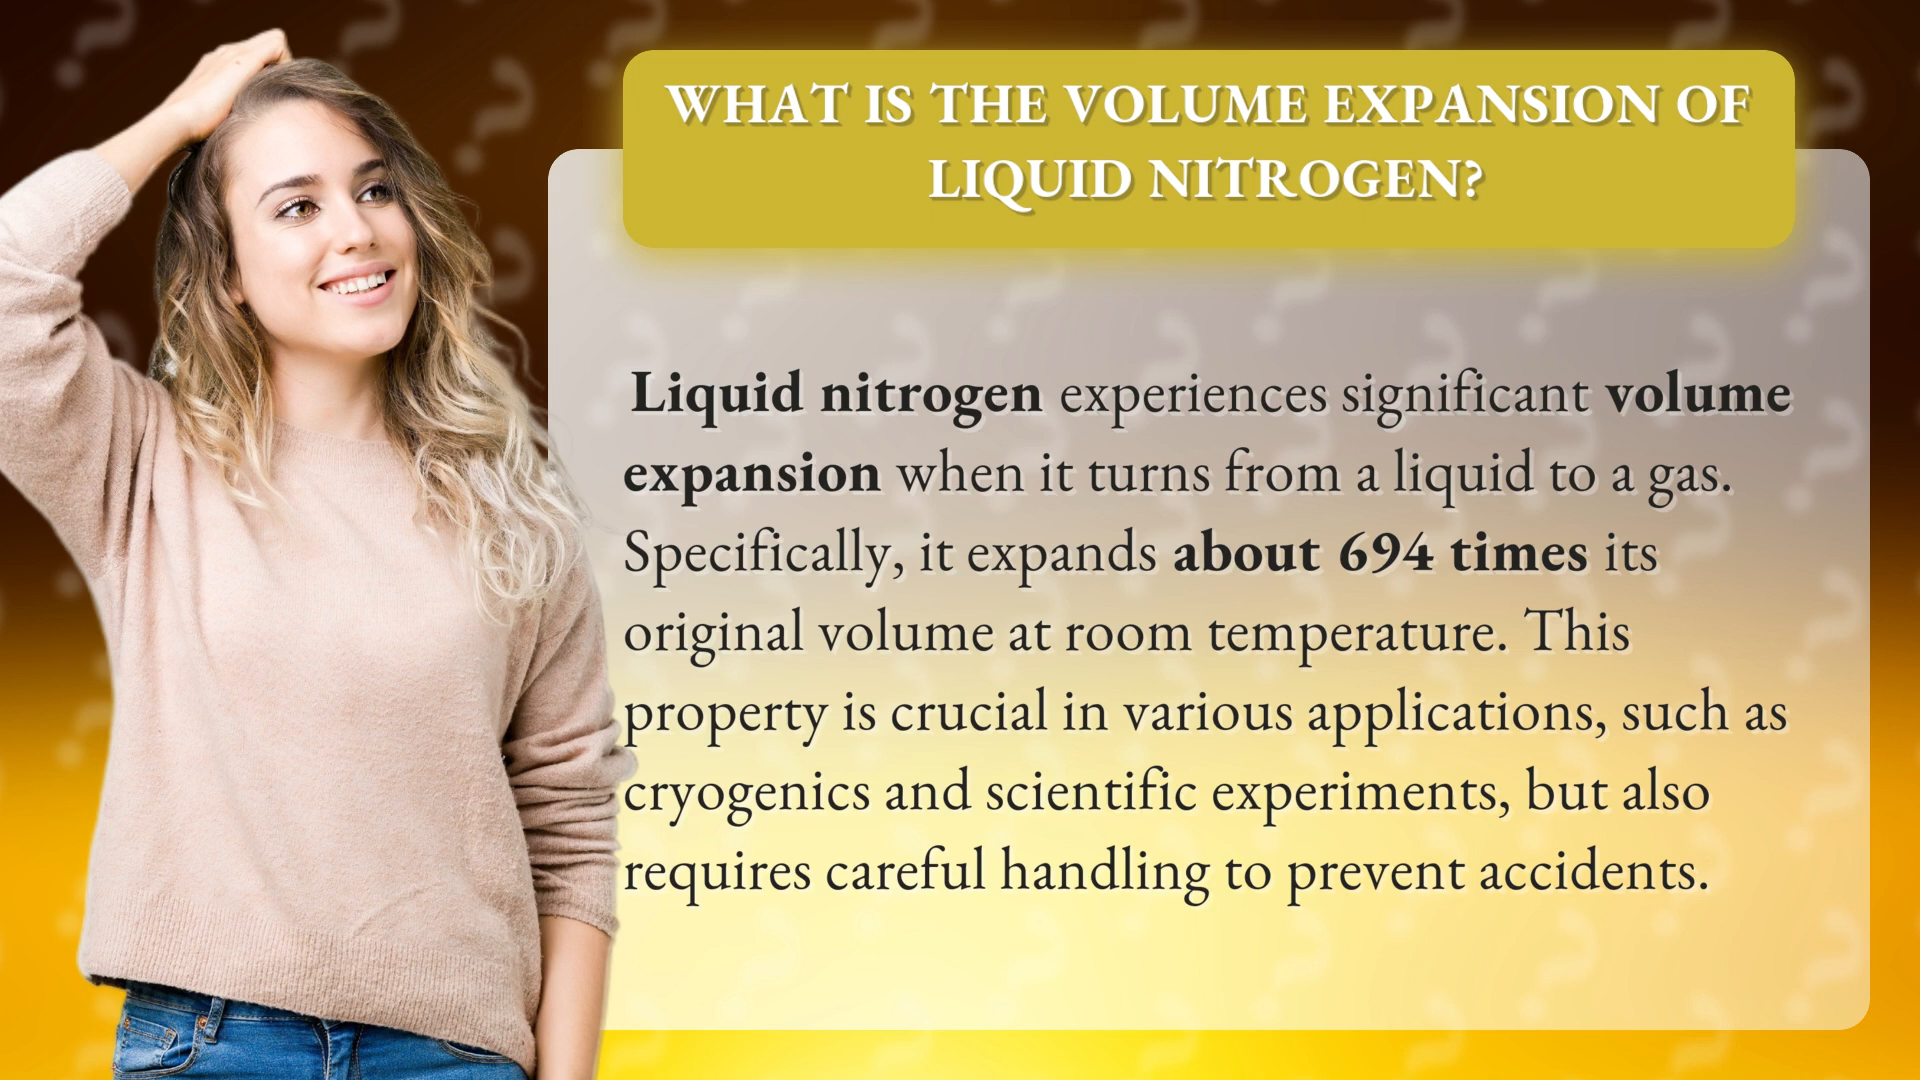 WHAT IS THE VOLUME EXPANSION OF
LIQUID NITROGEN?
Liquid nitrogen experiences significant volume
expansion when it turns from a liquid to a gas.
Specifically, it expands about 694 times its
original volume at room temperature. This
property is crucial in various applications, such as
cryogenics and scientific experiments, but also
requires careful handling to prevent accidents.